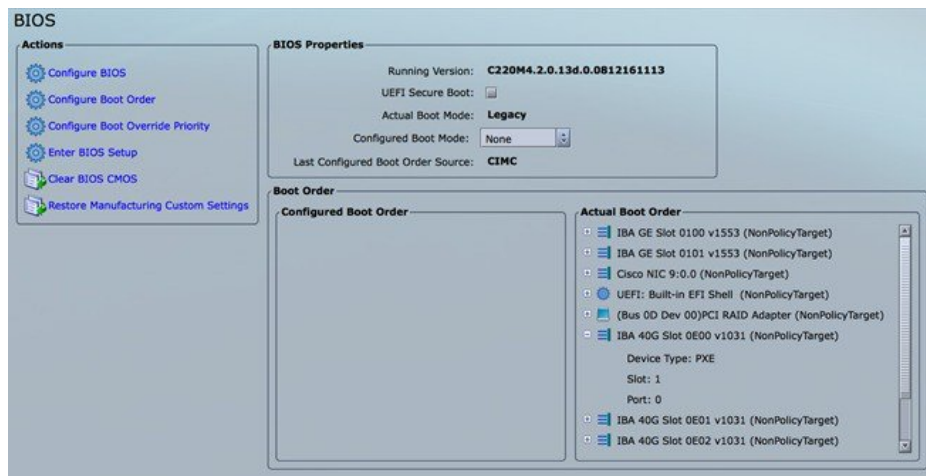 BIOS
Actions
Configure BIOS
Configure Boot Order
Configure Boot Override Priority
Enter BIOS Setup
Clear BIOS CMOS
Restore Manufacturing Custom Settings
BIOS Properties
Running Version: C220M4.2.0.13d.0.0812161113
UEFI Secure Boot:
Actual Boot Mode: Legacy
Configured Boot Mode: None
Last Configured Boot Order Source: CIMC
Boot Order
Configured Boot Order
Actual Boot Order
IBA GE Slot 0100 v1553 (NonPolicyTarget)
IBA GE Slot 0101 v1553 (NonPolicyTarget)
Cisco NIC 9:0.0 (NonPolicyTarget)
UEFI: Built-in EFI Shell (NonPolicyTarget)
(Bus 0D Dev 00)PCI RAID Adapter (NonPolicyTarget)
IBA 40G Slot 0E00 v1031 (NonPolicyTarget)
Device Type: PXE
Slot: 1
Port: 0
IBA 40G Slot 0E01 v1031 (NonPolicyTarget)
IBA 40G Slot 0E02 v1031 (NonPolicyTarget)